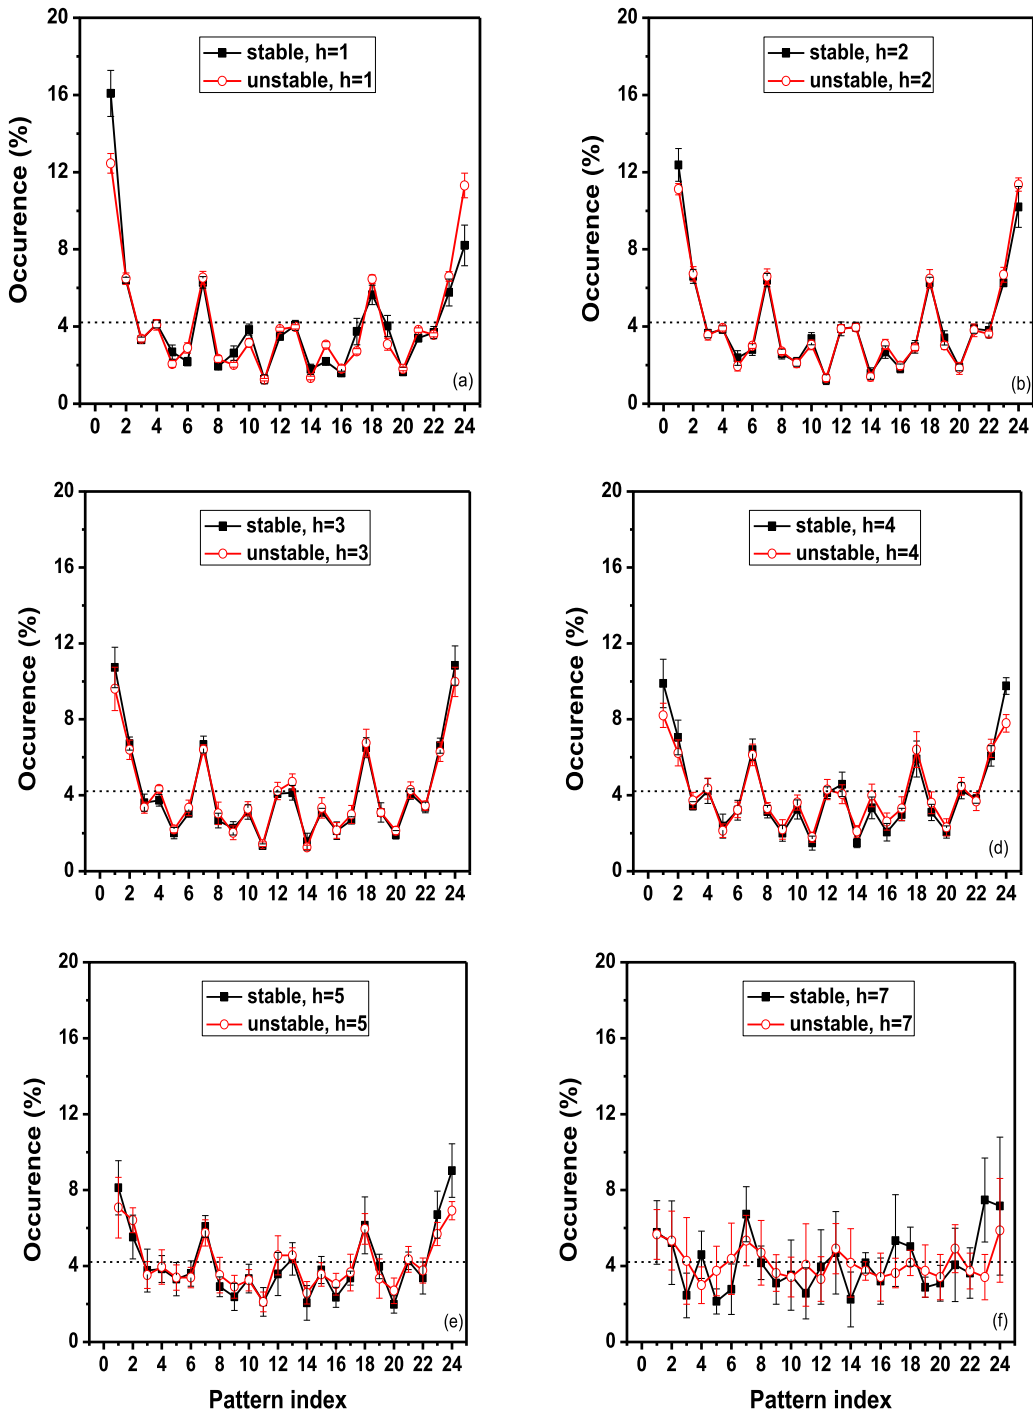 20
16
12
8
4
0
Occurence (%)
stable, h=1
unstable, h=1
(a)
0 2 4 6 8 10 12 14 16 18 20 22 24
20
16
12
8
4
0
Occurence (%)
stable, h=2
unstable, h=2
(b)
0 2 4 6 8 10 12 14 16 18 20 22 24
20
16
12
8
4
0
Occurence (%)
stable, h=3
unstable, h=3
0 2 4 6 8 10 12 14 16 18 20 22 24
20
16
12
8
4
0
Occurence (%)
stable, h=4
unstable, h=4
(d)
0 2 4 6 8 10 12 14 16 18 20 22 24
20
16
12
8
4
0
Occurence (%)
stable, h=5
unstable, h=5
(e)
0 2 4 6 8 10 12 14 16 18 20 22 24
Pattern index
20
16
12
8
4
0
Occurence (%)
stable, h=7
unstable, h=7
(f)
0 2 4 6 8 10 12 14 16 18 20 22 24
Pattern index